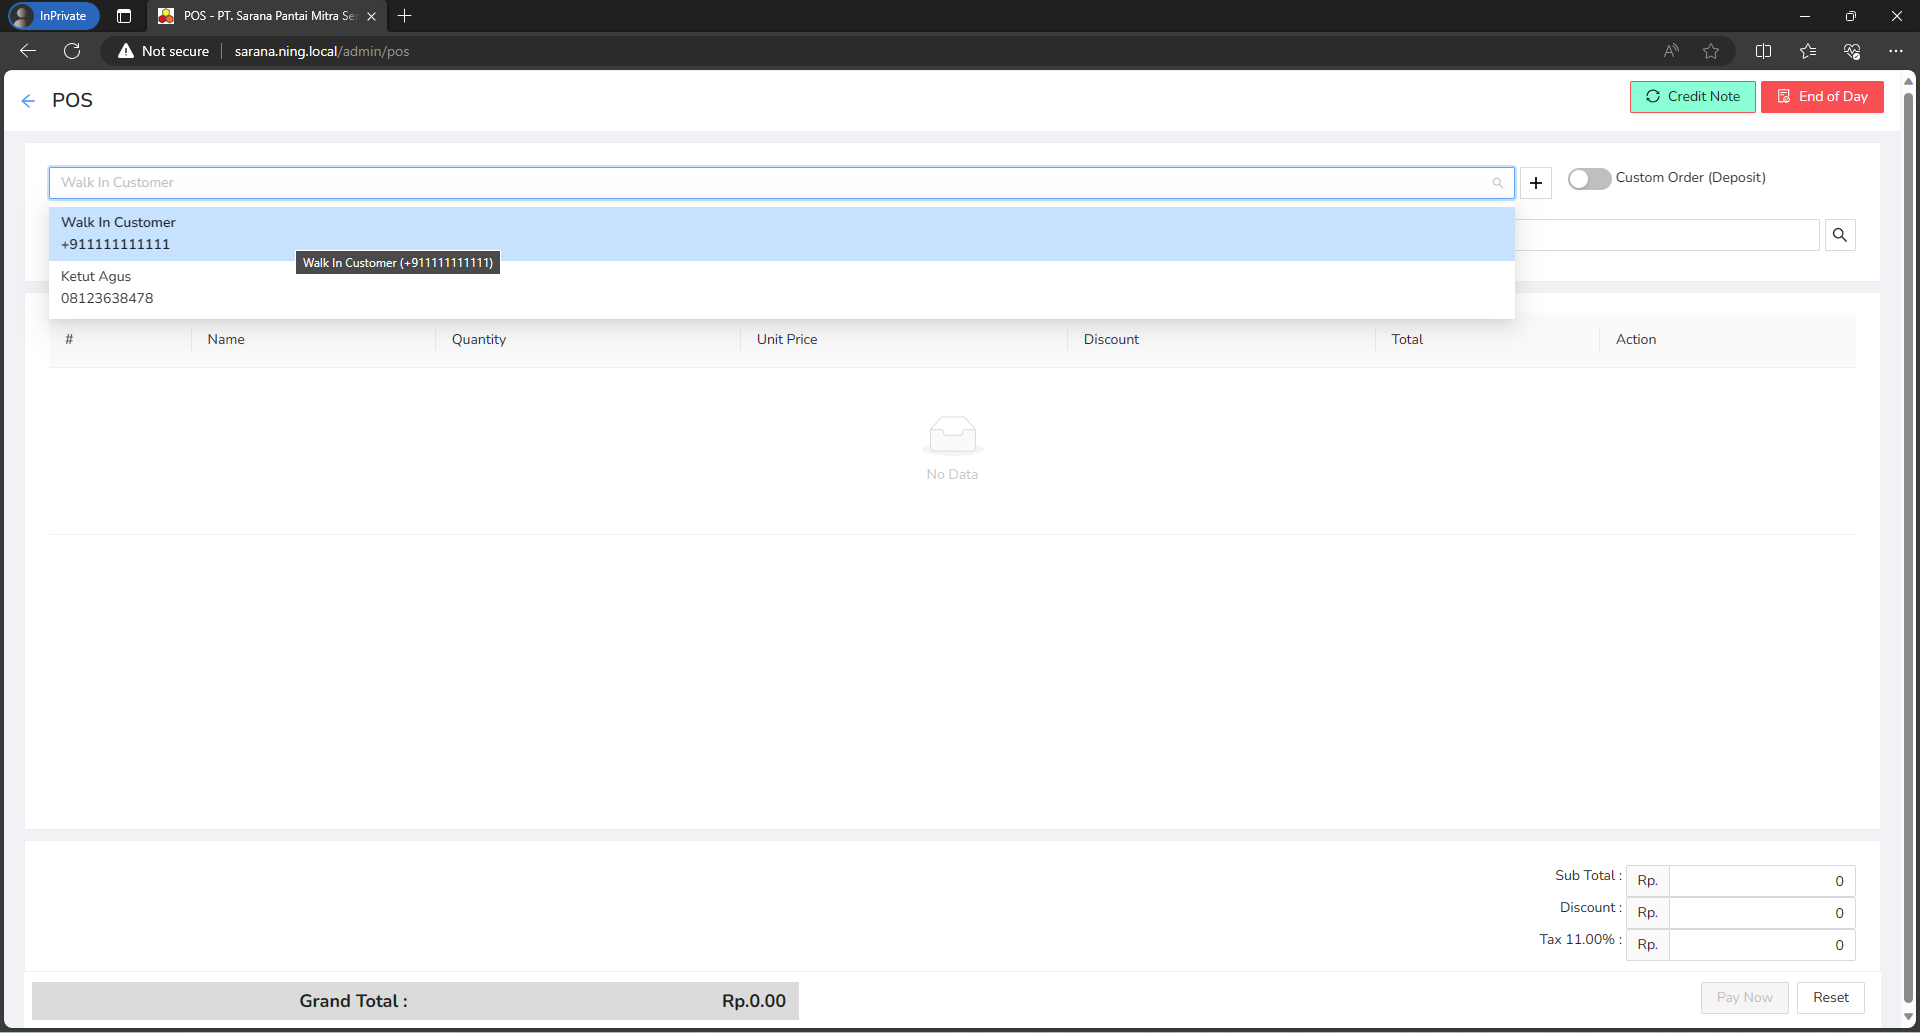 InPrivate
POS - PT. Sarana Pantai Mitra Se
Not secure
sarana.ning.local/admin/pos
POS
Credit Note
End of Day
Walk In Customer
Custom Order (Deposit)
Walk In Customer
+911111111111
Walk In Customer (+911111111111)
Ketut Agus
08123638478
# Name Quantity Unit Price Discount Total Action
No Data
Sub Total : Rp. 0
Discount : Rp. 0
Tax 11.00% : Rp. 0
Grand Total : Rp.0.00
Pay Now
Reset